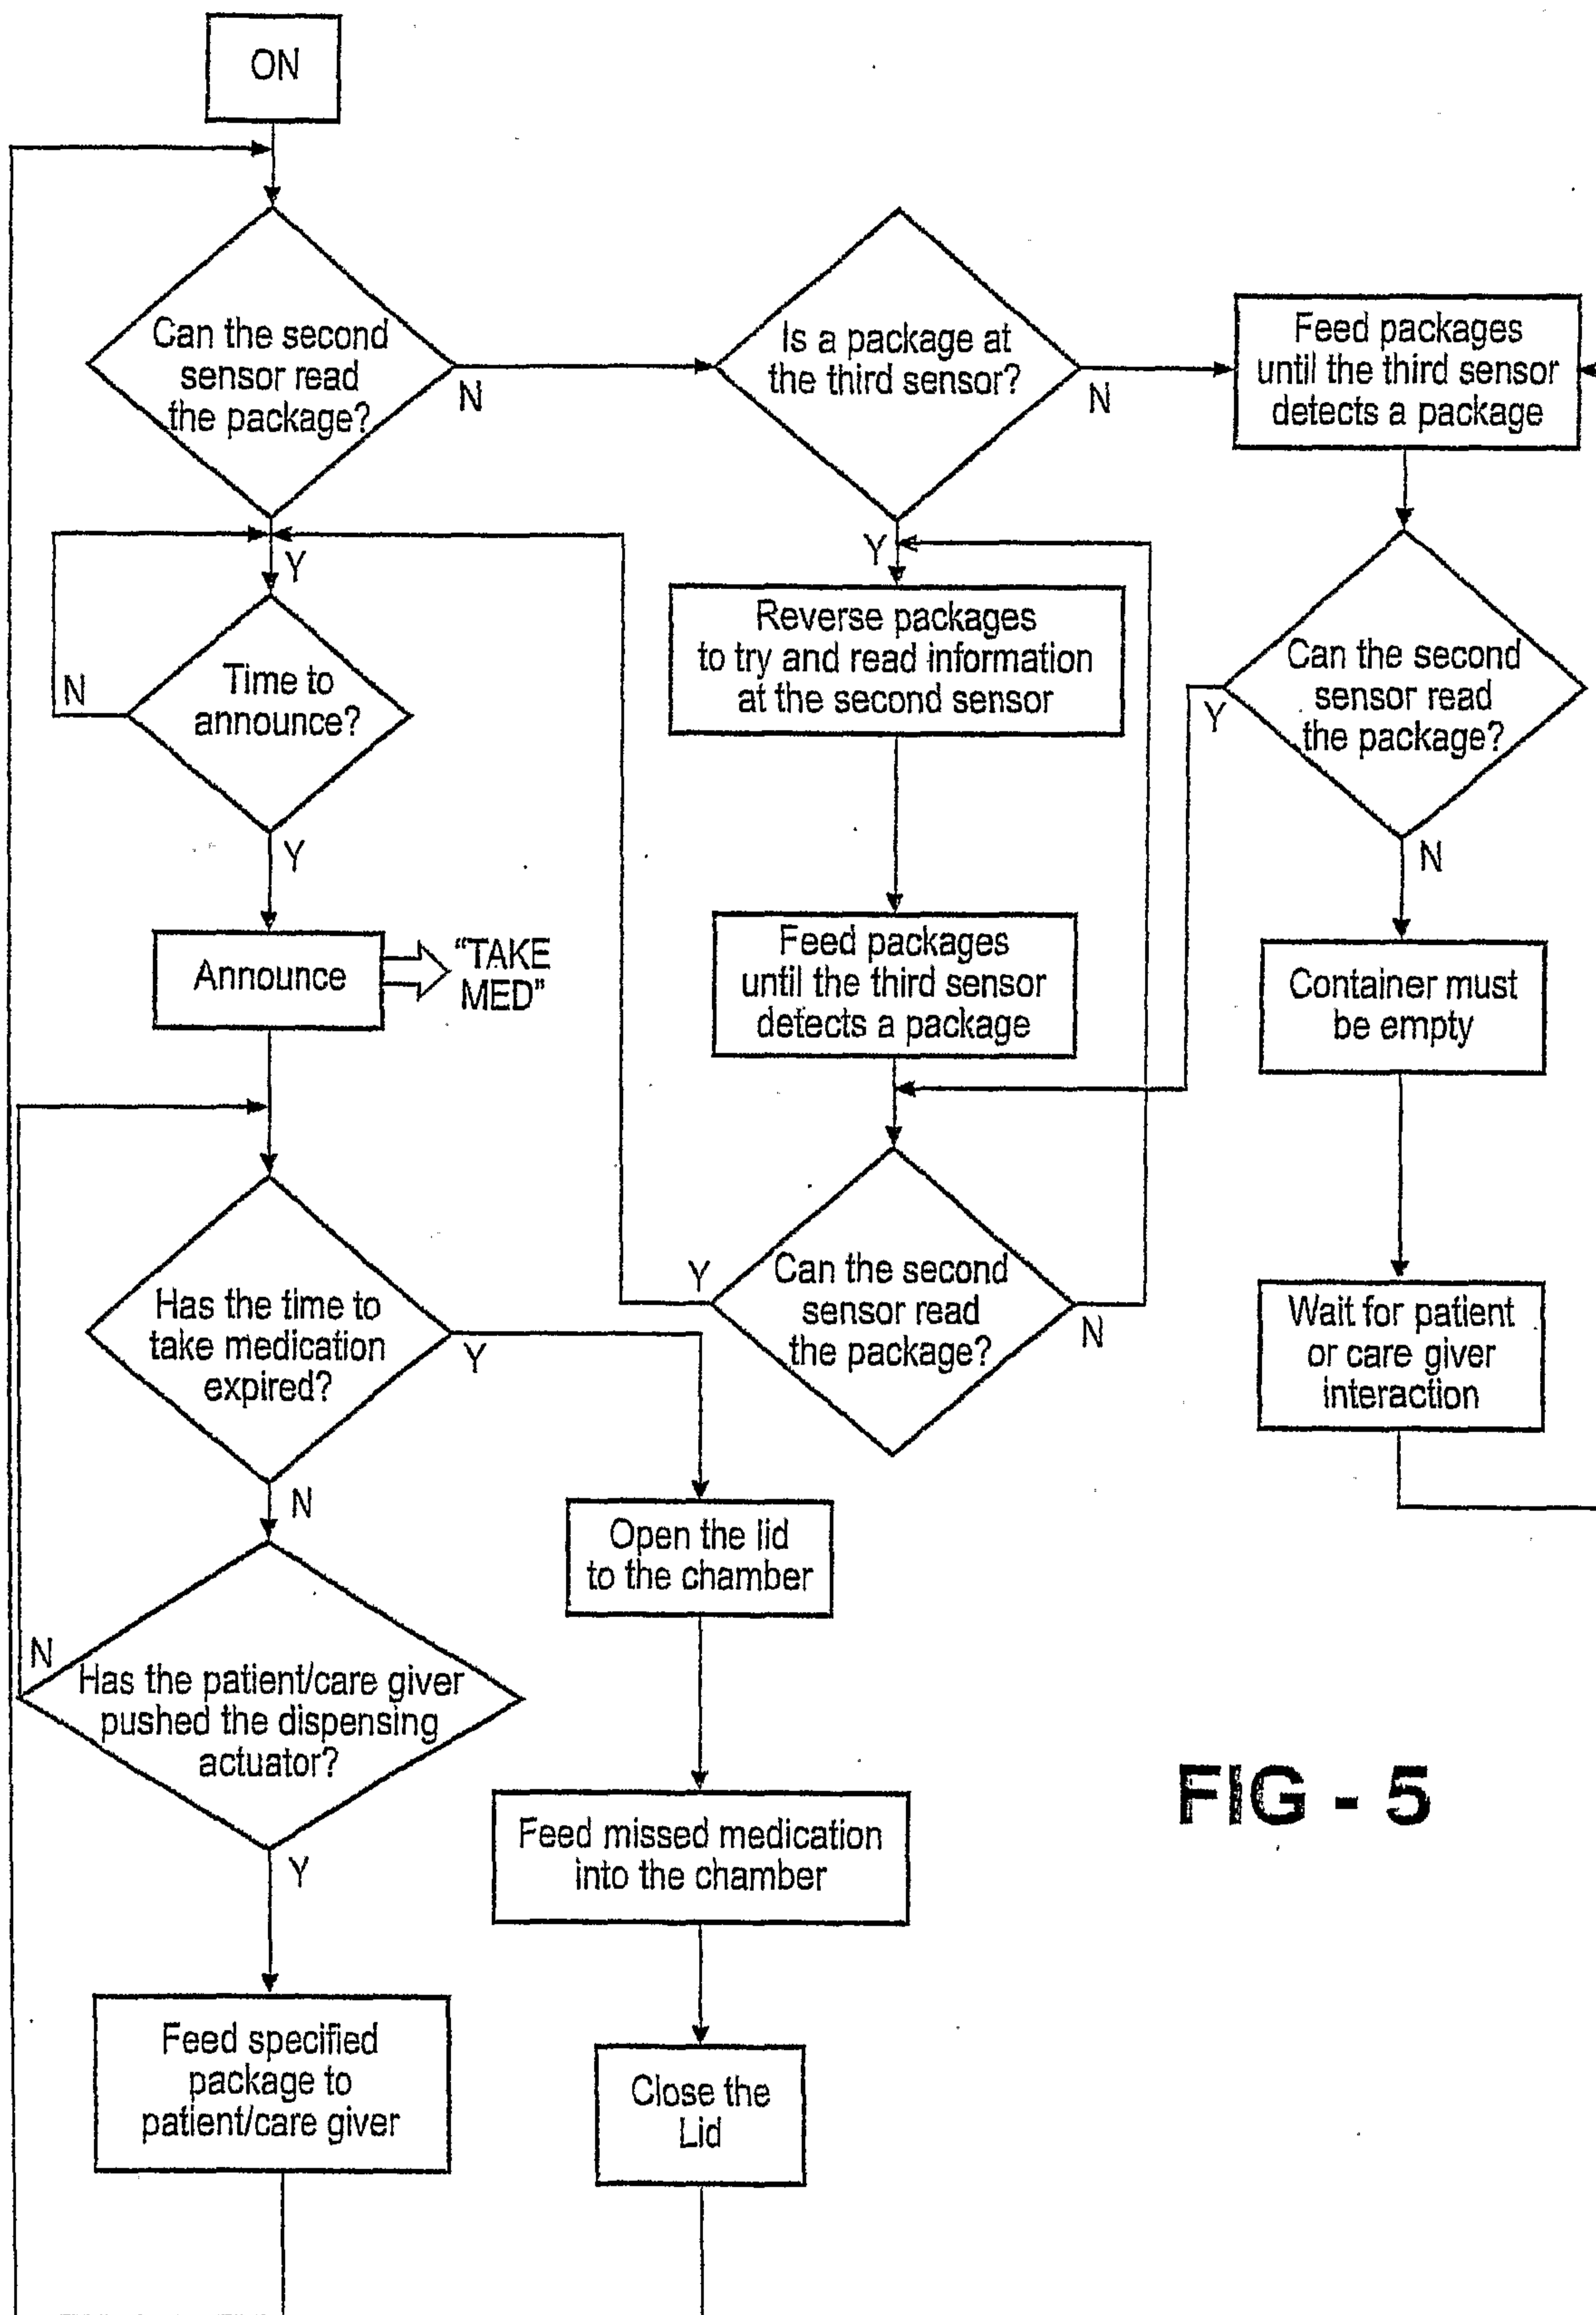 ON
Can the second
sensor read
the package?
N
Is a package at
the third sensor?
N
Feed packages
until the third sensor
detects a package
Y
Time to
announce?
N
Y
Announce
"TAKE
MED"
Y
Reverse packages
to try and read information
at the second sensor
Feed packages
until the third sensor
detects a package
Can the second
sensor read
the package?
Y
N
Can the second
sensor read
the package?
Y
N
Container must
be empty
Wait for patient
or care giver
interaction
Has the time to
take medication
expired?
Y
N
Has the patient/care giver
pushed the dispensing
actuator?
N
Y
Feed specified
package to
patient/care giver
Open the lid
to the chamber
Feed missed medication
into the chamber
Close the
Lid
FIG - 5